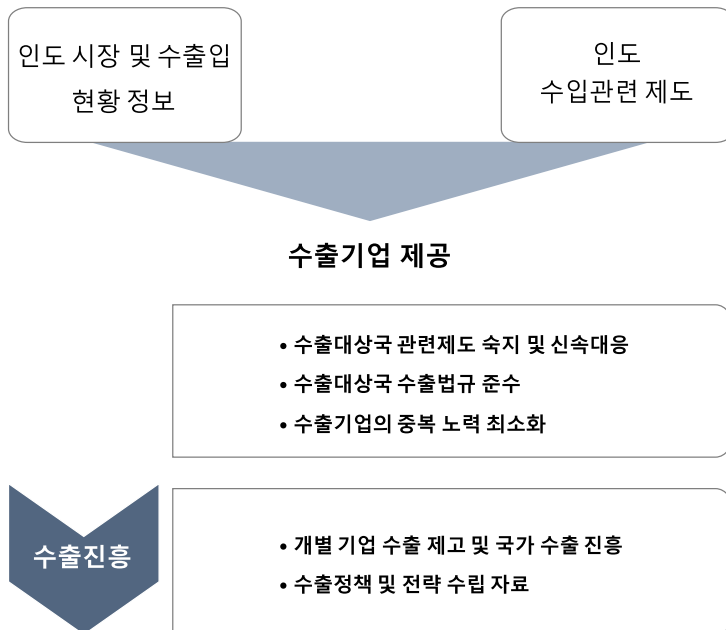 인도 시장 및 수출입
현황 정보
인도
수입관련 제도
수출기업 제공
• 수출대상국 관련제도 숙지 및 신속대응
• 수출대상국 수출법규 준수
• 수출기업의 중복 노력 최소화
수출진흥
• 개별 기업 수출 제고 및 국가 수출 진흥
• 수출정책 및 전략 수립 자료